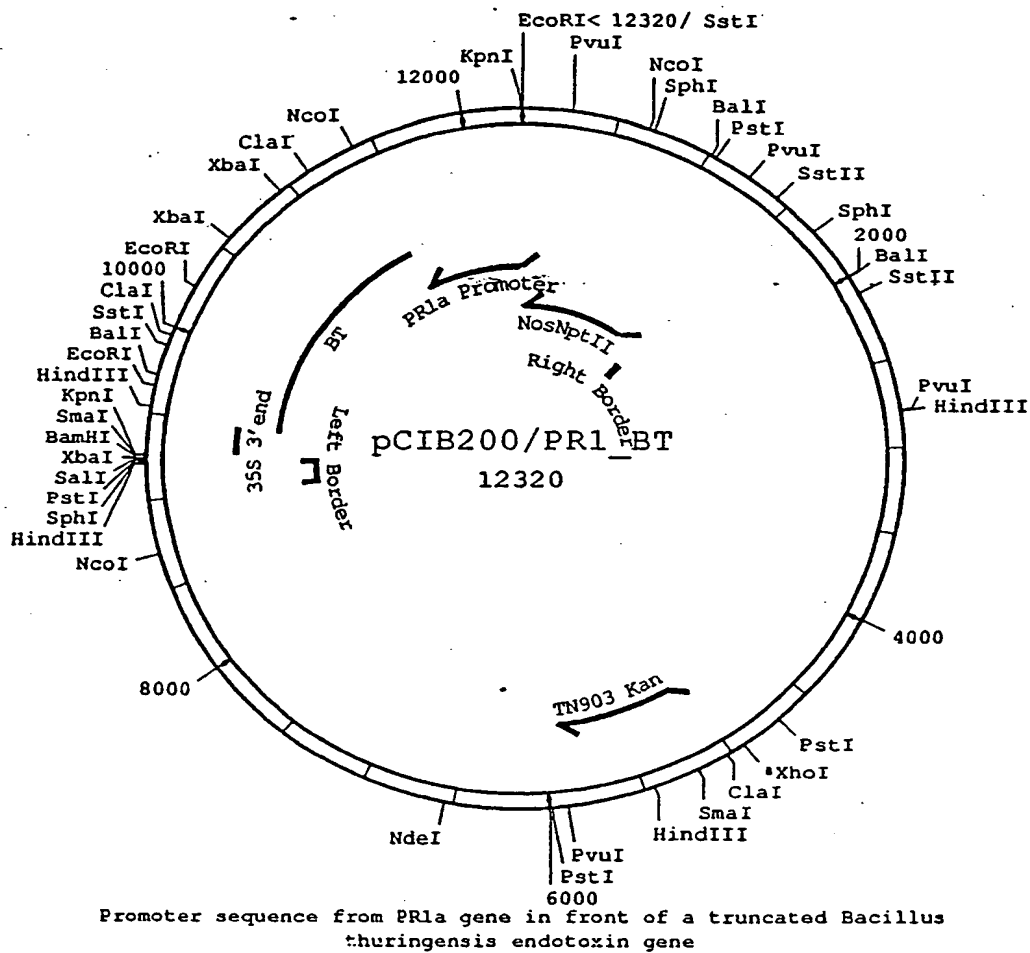 EcoRI< 12320/ SstI
PvuI
KpnI
12000
NcoI
SphI
BalI
PstI
PvuI
SstII
SphI
2000
BalI
SstII
PvuI
HindIII
4000
PstI
XhoI
ClaI
SmaI
HindIII
PvuI
PstI
6000
NdeI
8000
NcoI
HindIII
SphI
PstI
SalI
XbaI
BamHI
SmaI
KpnI
HindIII
EcoRI
BalI
SstI
ClaI
10000
EcoRI
XbaI
XbaI
ClaI
NcoI
PR1a Promoter
NosNptII
Right Border
BT
35S 3'end
Left Border
pCIB200/PR1_BT
12320
TN903 Kan
Promoter sequence from PR1a gene in front of a truncated Bacillus
thuringensis endotoxin gene